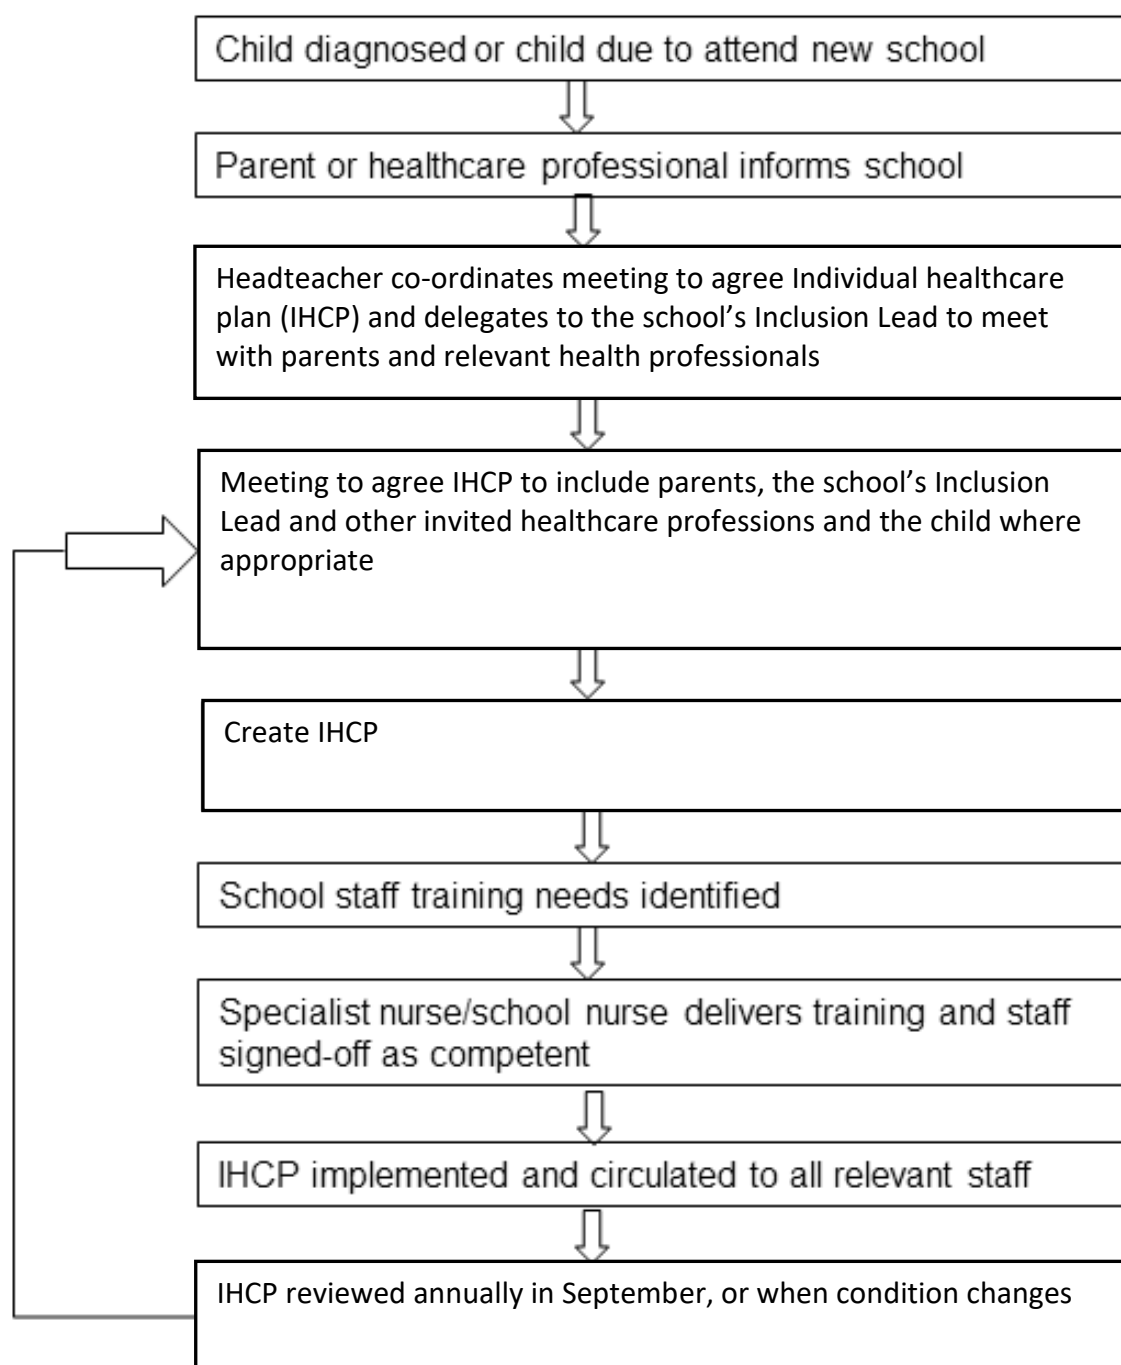 Child diagnosed or child due to attend new school
Parent or healthcare professional informs school
Headteacher co-ordinates meeting to agree Individual healthcare
plan (IHCP) and delegates to the school’s Inclusion Lead to meet
with parents and relevant health professionals
Meeting to agree IHCP to include parents, the school’s Inclusion
Lead and other invited healthcare professions and the child where
appropriate
Create IHCP
School staff training needs identified
Specialist nurse/school nurse delivers training and staff
signed-off as competent
IHCP implemented and circulated to all relevant staff
IHCP reviewed annually in September, or when condition changes